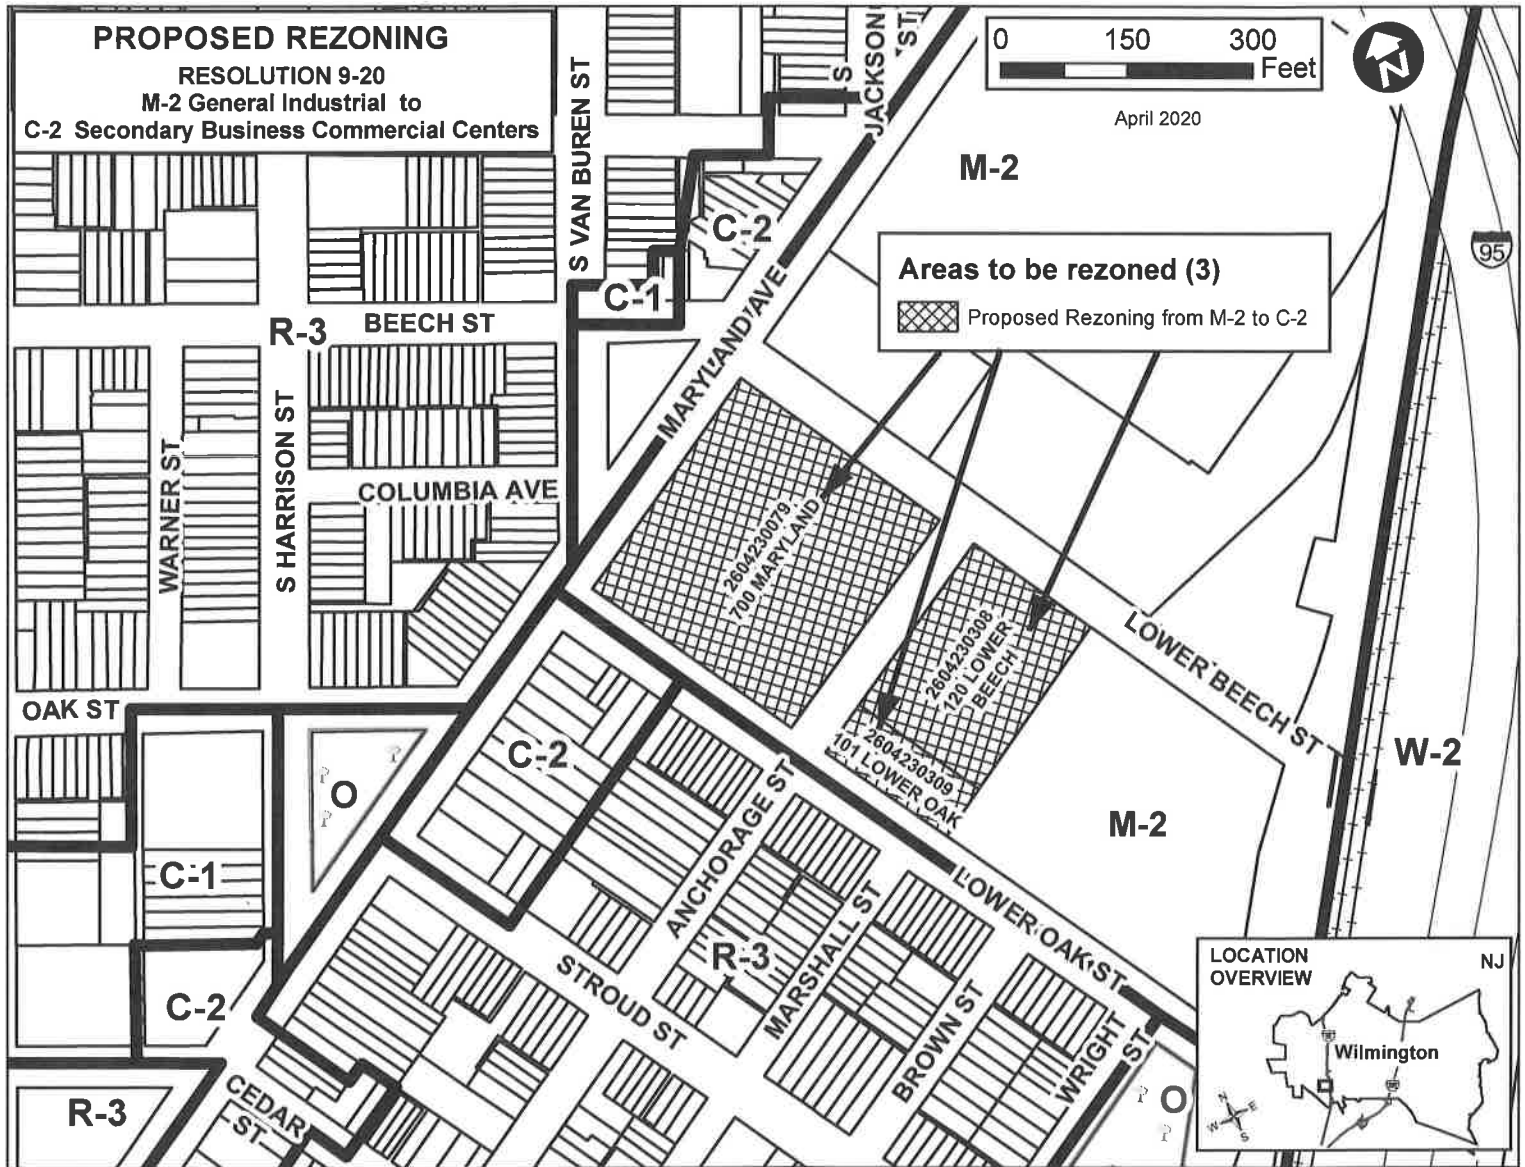 PROPOSED REZONING
RESOLUTION 9-20
M-2 General Industrial to
C-2 Secondary Business Commercial Centers
S VAN BUREN ST
S
JACKSON
ST
0 150 300
Feet
N
April 2020
M-2
C-2
95
Areas to be rezoned (3)
Proposed Rezoning from M-2 to C-2
C-1
R-3
BEECH ST
MARYLAND AVE
WARNER ST
S HARRISON ST
COLUMBIA AVE
2604230079
700 MARYLAND
2604230308
120 LOWER
BEECH
LOWER BEECH ST
OAK ST
2604230309
101 LOWER OAK
C-2
O
W-2
M-2
ANCHORAGE ST
C-1
MARSHALL ST
LOWER OAK ST
R-3
STROUD ST
C-2
BROWN ST
WRIGHT
ST
CEDAR
ST
R-3
O
LOCATION
OVERVIEW
NJ
Wilmington
N
W E
S